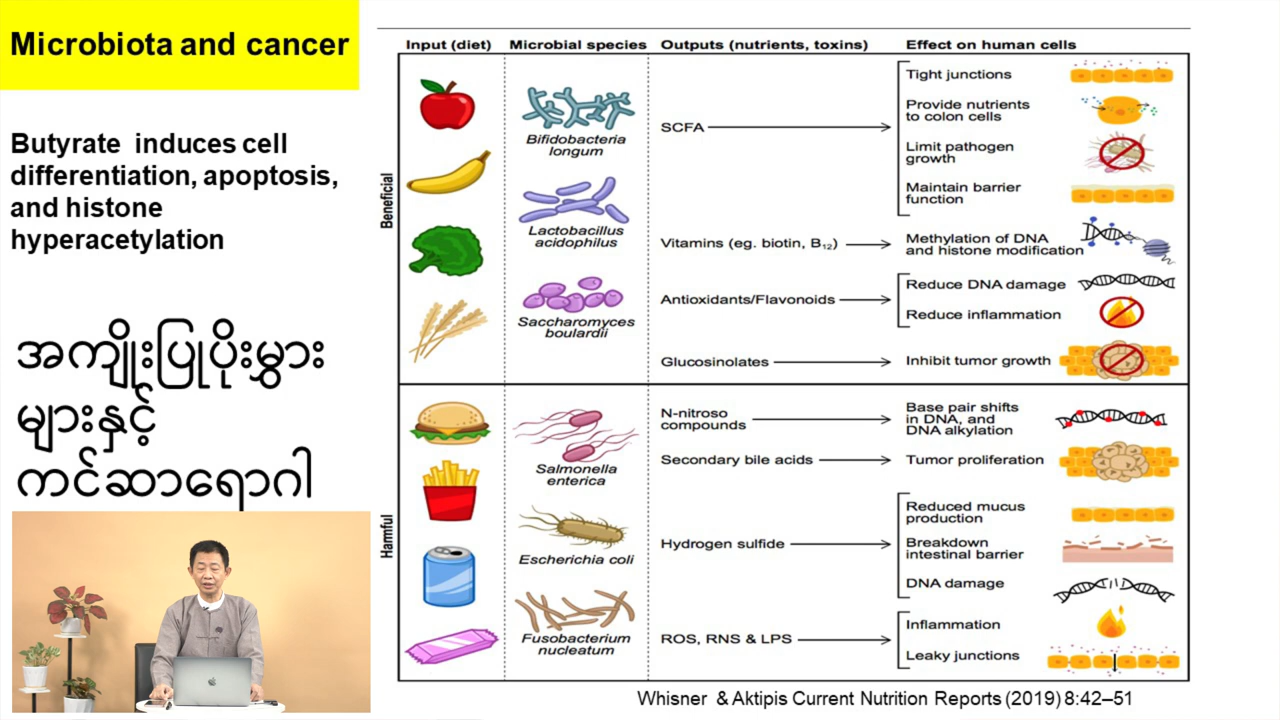 Microbiota and cancer
Butyrate  induces cell
differentiation, apoptosis,
and histone
hyperacetylation
အကျိုးပြုပိုးမွှား
များနှင့်
ကင်ဆာရောဂါ
Input (diet)
Microbial species
Outputs (nutrients, toxins)
Effect on human cells
Beneficial
Bifidobacteria
longum
Lactobacillus
acidophilus
Saccharomyces
boulardii
SCFA
Tight junctions
Provide nutrients
to colon cells
Limit pathogen
growth
Maintain barrier
function
Vitamins (eg. biotin, B₁₂)
Methylation of DNA
and histone modification
Antioxidants/Flavonoids
Reduce DNA damage
Reduce inflammation
Glucosinolates
Inhibit tumor growth
Harmful
Salmonella
enterica
Escherichia coli
Fusobacterium
nucleatum
N-nitroso
compounds
Base pair shifts
in DNA, and
DNA alkylation
Secondary bile acids
Tumor proliferation
Hydrogen sulfide
Reduced mucus
production
Breakdown
intestinal barrier
DNA damage
ROS, RNS & LPS
Inflammation
Leaky junctions
Whisner  & Aktipis Current Nutrition Reports (2019) 8:42–51